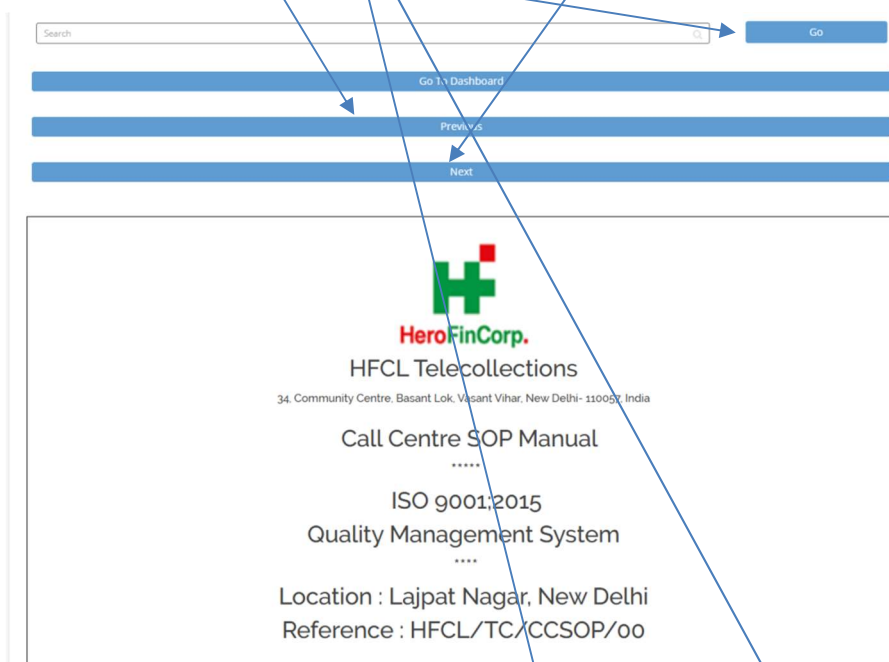 Search
Go
Go To Dashboard
Previous
Next
HeroFinCorp.
HFCL Telecollections
34, Community Centre, Basant Lok, Vasant Vihar, New Delhi- 110057, India
Call Centre SOP Manual
*****
ISO 9001;2015
Quality Management System
****
Location : Lajpat Nagar, New Delhi
Reference : HFCL/TC/CCSOP/00